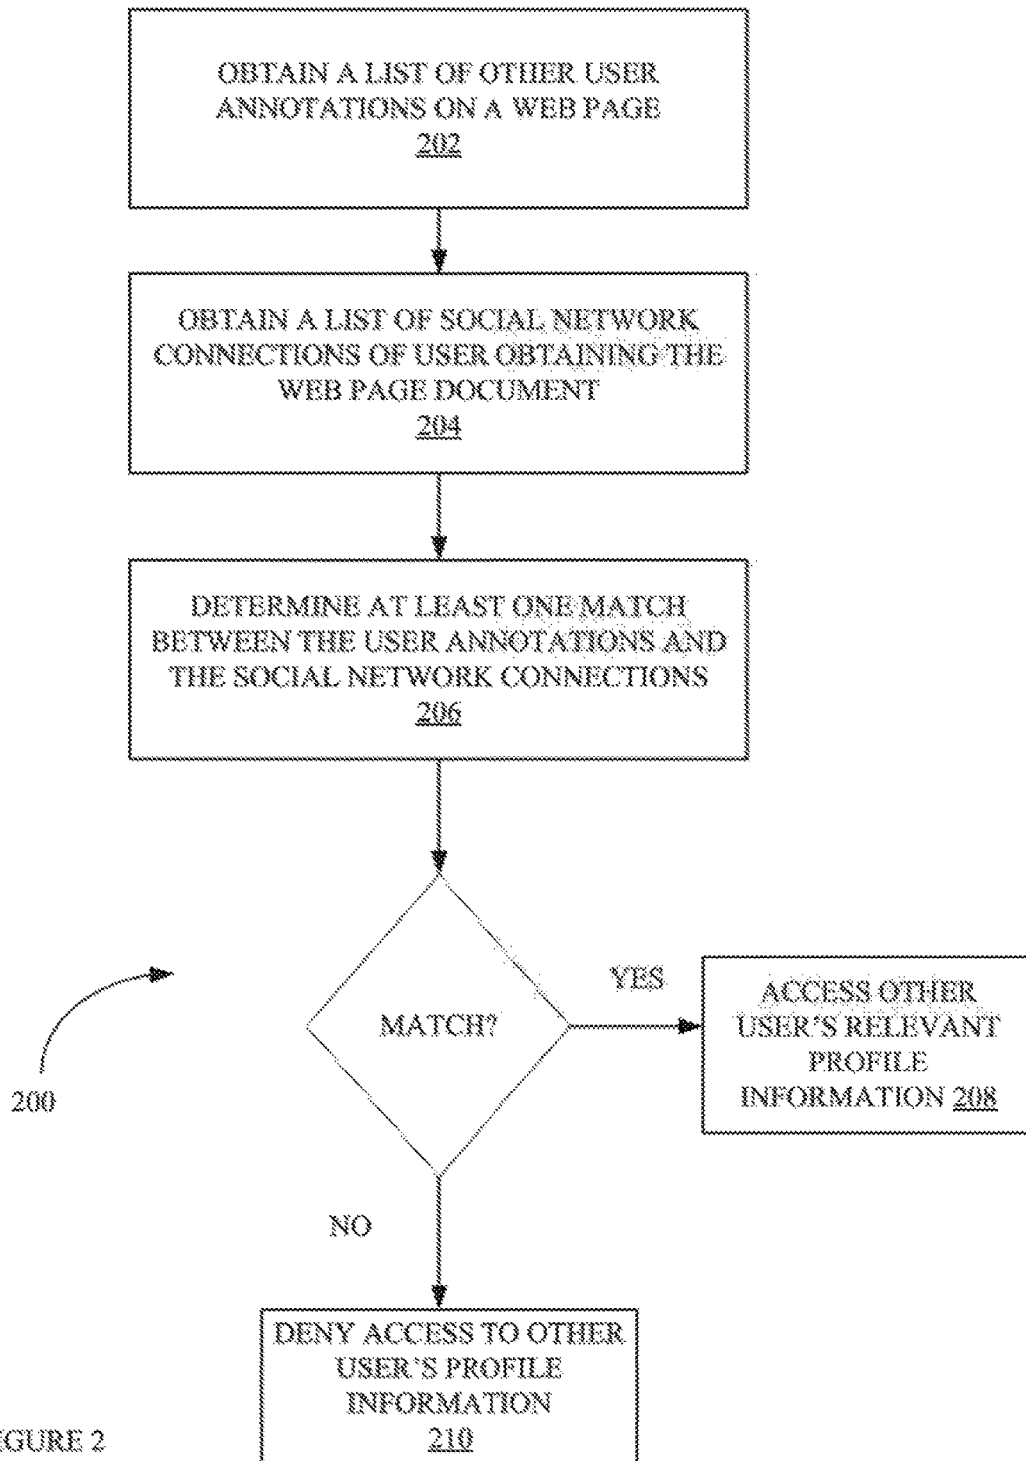 OBTAIN A LIST OF OTHER USER
ANNOTATIONS ON A WEB PAGE
202
OBTAIN A LIST OF SOCIAL NETWORK
CONNECTIONS OF USER OBTAINING THE
WEB PAGE DOCUMENT
204
DETERMINE AT LEAST ONE MATCH
BETWEEN THE USER ANNOTATIONS AND
THE SOCIAL NETWORK CONNECTIONS
206
MATCH?
YES
ACCESS OTHER
USER'S RELEVANT
PROFILE
INFORMATION 208
200
NO
DENY ACCESS TO OTHER
USER'S PROFILE
INFORMATION
210
IGURE 2